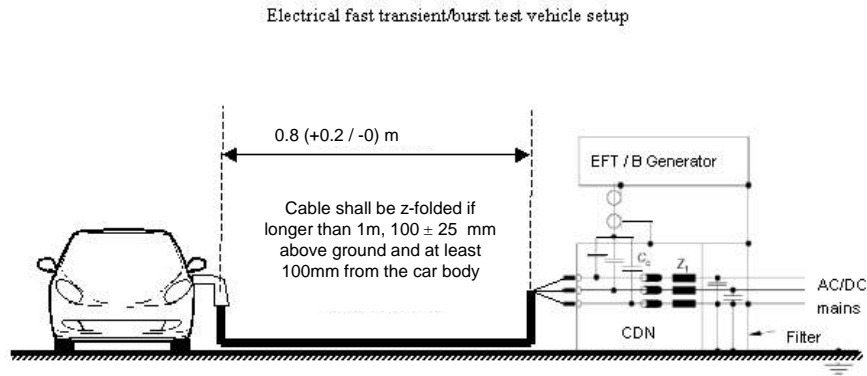 Electrical fast transient/burst test vehicle setup
0.8 (+0.2 / -0) m
Cable shall be z-folded if
longer than 1m, 100 ± 25 mm
above ground and at least
100mm from the car body
EFT / B Generator
Cc
Z1
AC/DC
mains
CDN
Filter